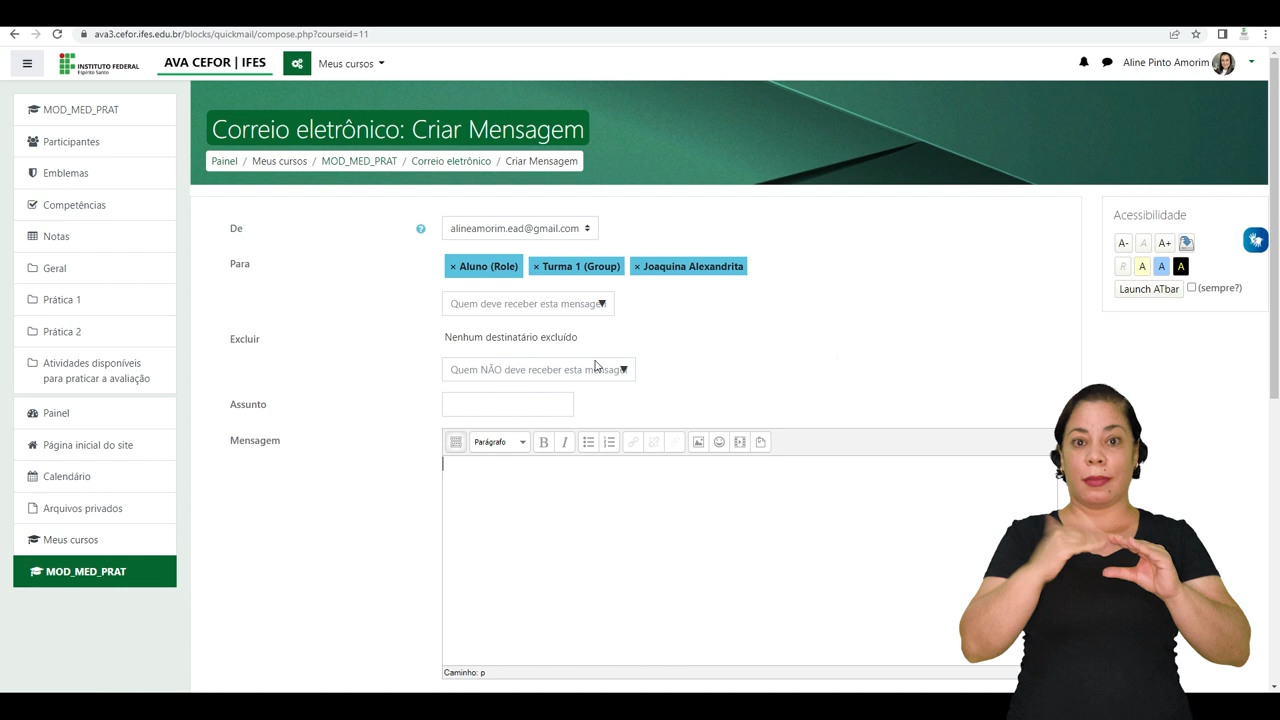 ava3.cefor.ifes.edu.br/blocks/quickmail/compose.php?courseid=11
INSTITUTO FEDERAL
Espírito Santo
AVA CEFOR | IFES
Meus cursos
Aline Pinto Amorim
MOD_MED_PRAT
Participantes
Emblemas
Competências
Notas
Geral
Prática 1
Prática 2
Atividades disponíveis
para praticar a avaliação
Painel
Página inicial do site
Calendário
Arquivos privados
Meus cursos
MOD_MED_PRAT
Correio eletrônico: Criar Mensagem
Painel / Meus cursos / MOD_MED_PRAT / Correio eletrônico / Criar Mensagem
De
? alineamorim.ead@gmail.com
Para
× Aluno (Role) × Turma 1 (Group) × Joaquina Alexandrita
Quem deve receber esta mensagem
Excluir
Nenhum destinatário excluído
Quem NÃO deve receber esta mensagem
Assunto
Mensagem
Parágrafo B I
Caminho: p
Acessibilidade
A- A A+
R A A A
Launch ATbar (sempre?)